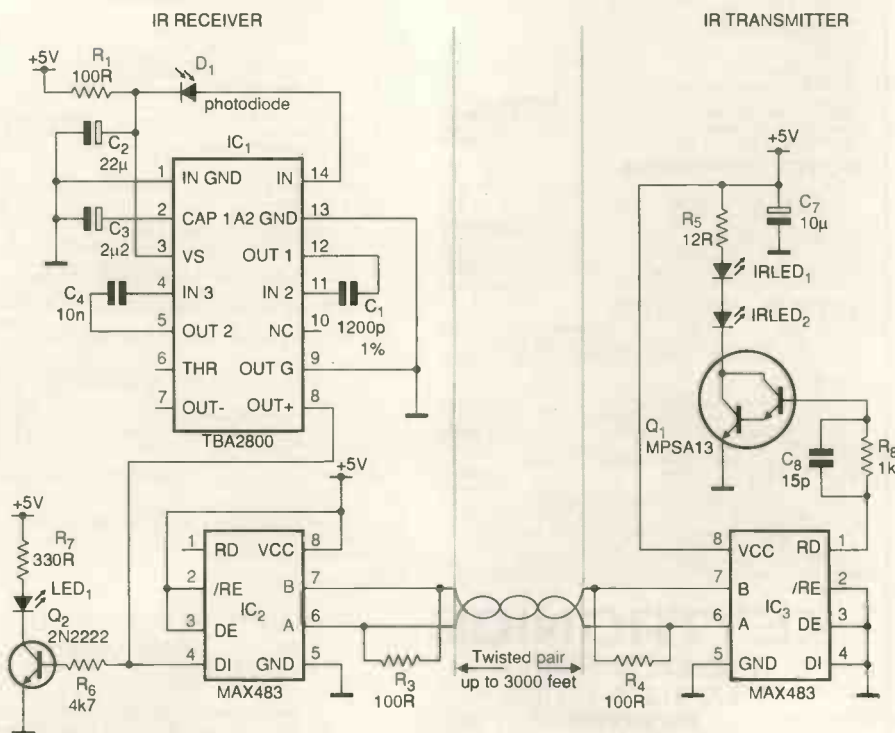 IR RECEIVER
IR TRANSMITTER
+5V
R1
100R
D1
photodiode
C2
22µ
C3
2µ2
C4
10n
IC1
1 IN GND IN 14
2 CAP 1 A2 GND 13
3 VS OUT 1 12
4 IN 3 IN 2 11
5 OUT 2 NC 10
6 THR OUT G 9
7 OUT- OUT+ 8
TBA2800
C1
1200p
1%
+5V
+5V
R7
330R
LED1
Q2
2N2222
R6
4k7
1 RD VCC 8
2 /RE B 7
IC2
3 DE A 6
4 DI GND 5
MAX483
R3
100R
Twisted pair
up to 3000 feet
R4
100R
+5V
R5
12R
C7
10µ
IRLED1
IRLED2
Q1
MPSA13
C8
15p
1k
8 VCC RD 1
7 B /RE 2
IC3
6 A DE 3
5 GND DI 4
MAX483